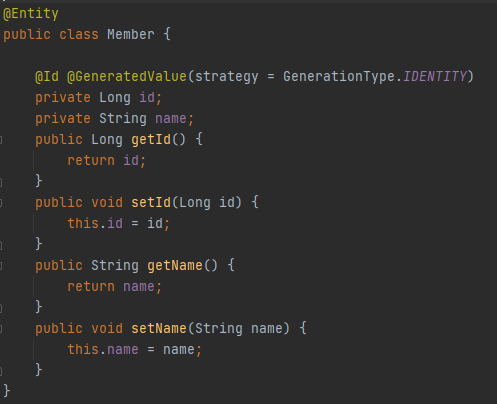 @Entity
public class Member {
@Id @GeneratedValue(strategy = GenerationType.IDENTITY)
private Long id;
private String name;
public Long getId() {
return id;
}
public void setId(Long id) {
this.id = id;
}
public String getName() {
return name;
}
public void setName(String name) {
this.name = name;
}
}